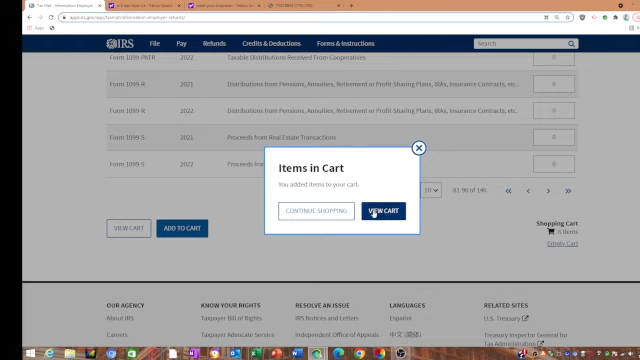 Tax Map - Information Employer
IRS
File
Pay
Refunds
Credits & Deductions
Forms & Instructions
Search
Form 1099-PATR 2022 Taxable Distributions Received From Cooperatives 0
Form 1099-R 2021 Distributions from Pensions, Annuities, Retirement or Profit-Sharing Plans, IRAs, Insurance Contracts, etc. 0
Form 1099-R 2022 Distributions from Pensions, Annuities, Retirement or Profit-Sharing Plans, IRAs, Insurance Contracts, etc. 0
Form 1099-S 2021 Proceeds from Real Estate Transactions 0
Form 1099-S 2022 Proceeds from 0
Items in Cart
You added items to your cart.
CONTINUE SHOPPING VIEW CART
10 81-90 of 146
VIEW CART ADD TO CART
Shopping Cart
6 Items
Empty Cart
OUR AGENCY KNOW YOUR RIGHTS RESOLVE AN ISSUE LANGUAGES RELATED SITES
About IRS Taxpayer Bill of Rights IRS Notices and Letters Español U.S. Treasury
Careers Taxpayer Advocate Service Independent Office of Appeals 中文 (简体) Treasury Inspector General for
Tax Administration